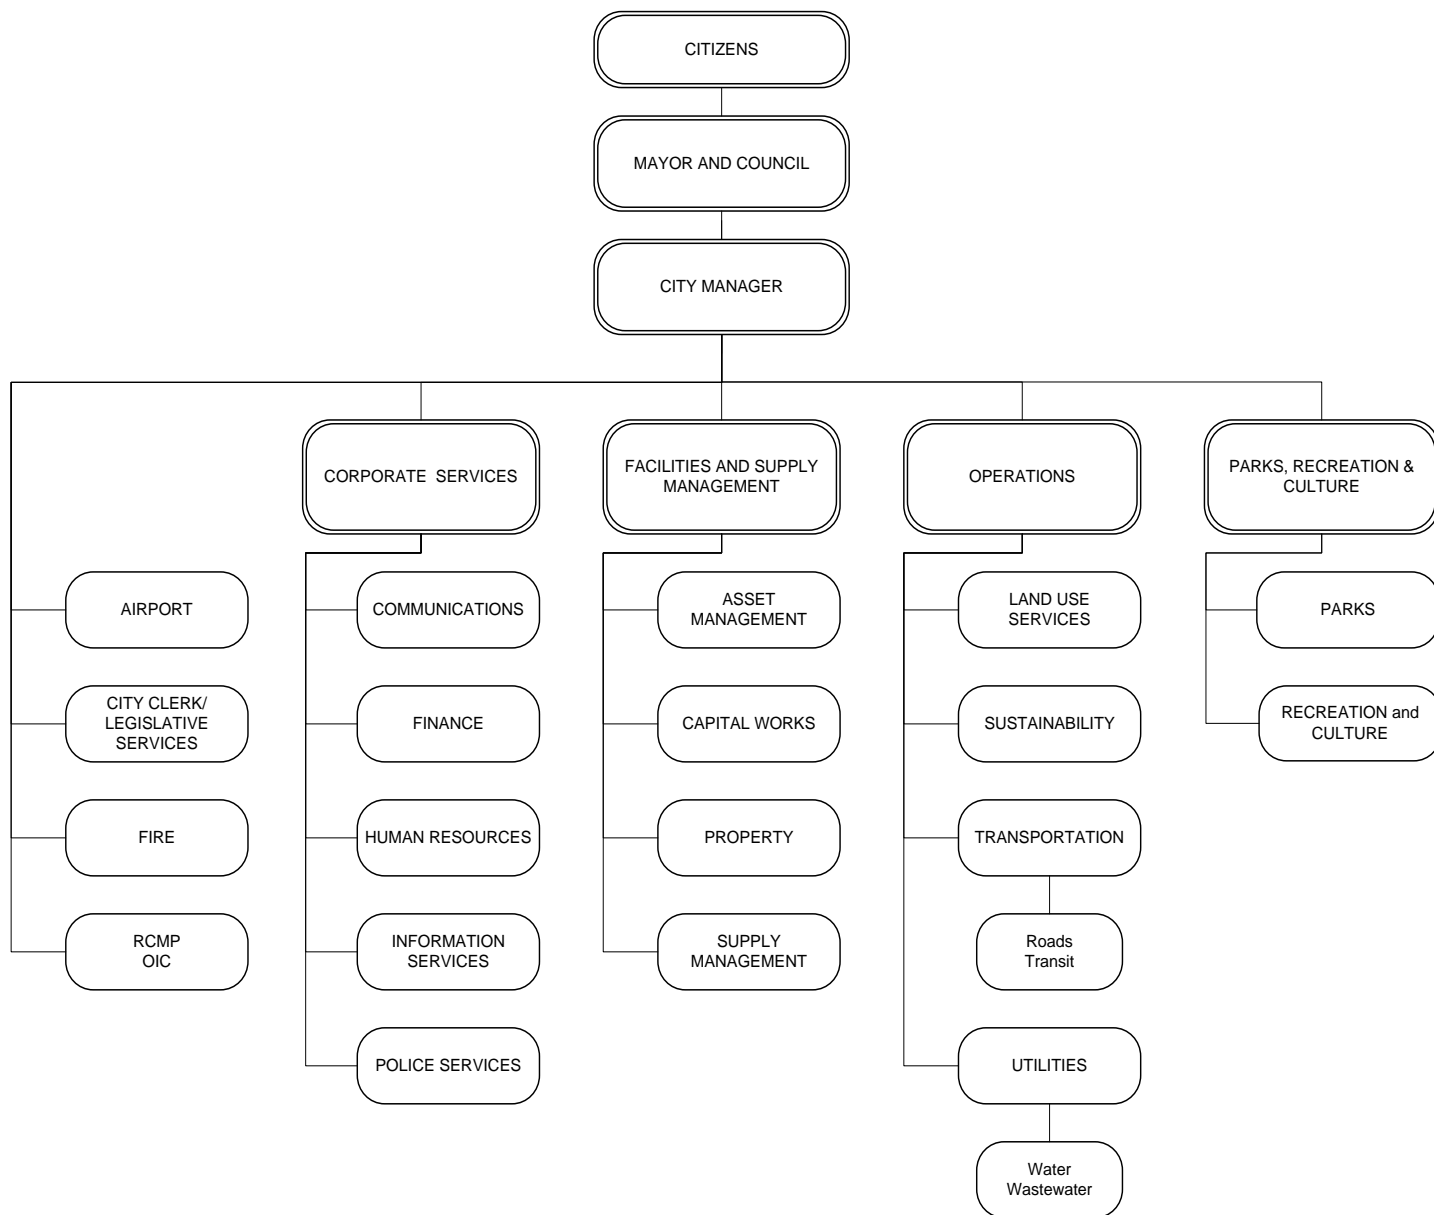 CITIZENS
MAYOR AND COUNCIL
CITY MANAGER
CORPORATE  SERVICES
FACILITIES AND SUPPLY
MANAGEMENT
OPERATIONS
PARKS, RECREATION &
CULTURE
AIRPORT
CITY CLERK/
LEGISLATIVE
SERVICES
FIRE
RCMP
OIC
COMMUNICATIONS
FINANCE
HUMAN RESOURCES
INFORMATION
SERVICES
POLICE SERVICES
ASSET
MANAGEMENT
CAPITAL WORKS
PROPERTY
SUPPLY
MANAGEMENT
LAND USE
SERVICES
SUSTAINABILITY
TRANSPORTATION
Roads
Transit
UTILITIES
Water
Wastewater
PARKS
RECREATION and
CULTURE